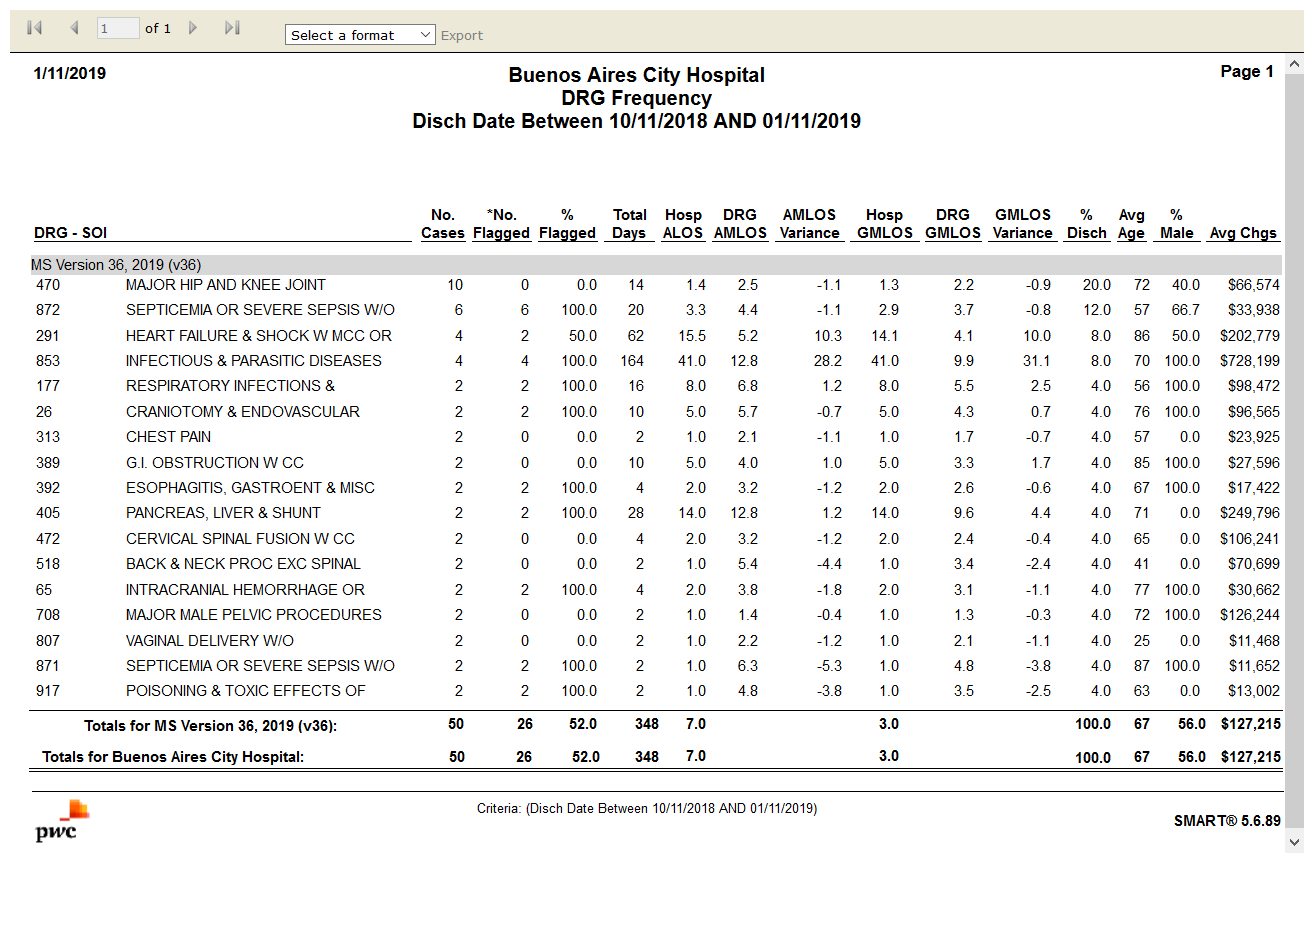 1 of 1 Select a format Export
1/11/2019 Buenos Aires City Hospital Page 1
DRG Frequency
Disch Date Between 10/11/2018 AND 01/11/2019
No. *No. % Total Hosp DRG AMLOS Hosp DRG GMLOS % Avg %
DRG - SOI Cases Flagged Flagged Days ALOS AMLOS Variance GMLOS GMLOS Variance Disch Age Male Avg Chgs
MS Version 36, 2019 (v36)
470 MAJOR HIP AND KNEE JOINT 10 0 0.0 14 1.4 2.5 -1.1 1.3 2.2 -0.9 20.0 72 40.0 $66,574
872 SEPTICEMIA OR SEVERE SEPSIS W/O 6 6 100.0 20 3.3 4.4 -1.1 2.9 3.7 -0.8 12.0 57 66.7 $33,938
291 HEART FAILURE & SHOCK W MCC OR 4 2 50.0 62 15.5 5.2 10.3 14.1 4.1 10.0 8.0 86 50.0 $202,779
853 INFECTIOUS & PARASITIC DISEASES 4 4 100.0 164 41.0 12.8 28.2 41.0 9.9 31.1 8.0 70 100.0 $728,199
177 RESPIRATORY INFECTIONS & 2 2 100.0 16 8.0 6.8 1.2 8.0 5.5 2.5 4.0 56 100.0 $98,472
26 CRANIOTOMY & ENDOVASCULAR 2 2 100.0 10 5.0 5.7 -0.7 5.0 4.3 0.7 4.0 76 100.0 $96,565
313 CHEST PAIN 2 0 0.0 2 1.0 2.1 -1.1 1.0 1.7 -0.7 4.0 57 0.0 $23,925
389 G.I. OBSTRUCTION W CC 2 0 0.0 10 5.0 4.0 1.0 5.0 3.3 1.7 4.0 85 100.0 $27,596
392 ESOPHAGITIS, GASTROENT & MISC 2 2 100.0 4 2.0 3.2 -1.2 2.0 2.6 -0.6 4.0 67 100.0 $17,422
405 PANCREAS, LIVER & SHUNT 2 2 100.0 28 14.0 12.8 1.2 14.0 9.6 4.4 4.0 71 0.0 $249,796
472 CERVICAL SPINAL FUSION W CC 2 0 0.0 4 2.0 3.2 -1.2 2.0 2.4 -0.4 4.0 65 0.0 $106,241
518 BACK & NECK PROC EXC SPINAL 2 0 0.0 2 1.0 5.4 -4.4 1.0 3.4 -2.4 4.0 41 0.0 $70,699
65 INTRACRANIAL HEMORRHAGE OR 2 2 100.0 4 2.0 3.8 -1.8 2.0 3.1 -1.1 4.0 77 100.0 $30,662
708 MAJOR MALE PELVIC PROCEDURES 2 0 0.0 2 1.0 1.4 -0.4 1.0 1.3 -0.3 4.0 72 100.0 $126,244
807 VAGINAL DELIVERY W/O 2 0 0.0 2 1.0 2.2 -1.2 1.0 2.1 -1.1 4.0 25 0.0 $11,468
871 SEPTICEMIA OR SEVERE SEPSIS W/O 2 2 100.0 2 1.0 6.3 -5.3 1.0 4.8 -3.8 4.0 87 100.0 $11,652
917 POISONING & TOXIC EFFECTS OF 2 2 100.0 2 1.0 4.8 -3.8 1.0 3.5 -2.5 4.0 63 0.0 $13,002
Totals for MS Version 36, 2019 (v36): 50 26 52.0 348 7.0 3.0 100.0 67 56.0 $127,215
Totals for Buenos Aires City Hospital: 50 26 52.0 348 7.0 3.0 100.0 67 56.0 $127,215
Criteria: (Disch Date Between 10/11/2018 AND 01/11/2019)
pwc SMART® 5.6.89